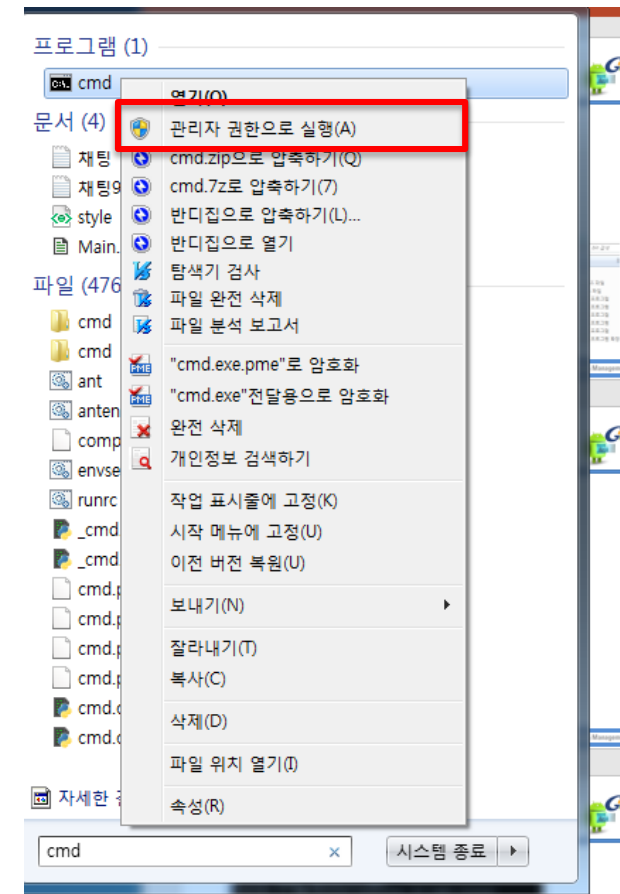 프로그램 (1)
cmd
열기(O)
관리자 권한으로 실행(A)
문서 (4)
cmd.zip으로 압축하기(Q)
채팅
cmd.7z로 압축하기(7)
채팅9
반디집으로 압축하기(L)...
style
반디집으로 열기
Main.
탐색기 검사
파일 (476
파일 완전 삭제
파일 분석 보고서
cmd
cmd
"cmd.exe.pme"로 암호화
ant
"cmd.exe"전달용으로 암호화
anten
완전 삭제
comp
개인정보 검색하기
envse
작업 표시줄에 고정(K)
runrc
시작 메뉴에 고정(U)
_cmd
이전 버전 복원(U)
_cmd
cmd.p
보내기(N)
cmd.p
잘라내기(T)
cmd.p
복사(C)
cmd.p
삭제(D)
cmd.c
cmd.c
파일 위치 열기(I)
자세한
속성(R)
cmd
시스템 종료